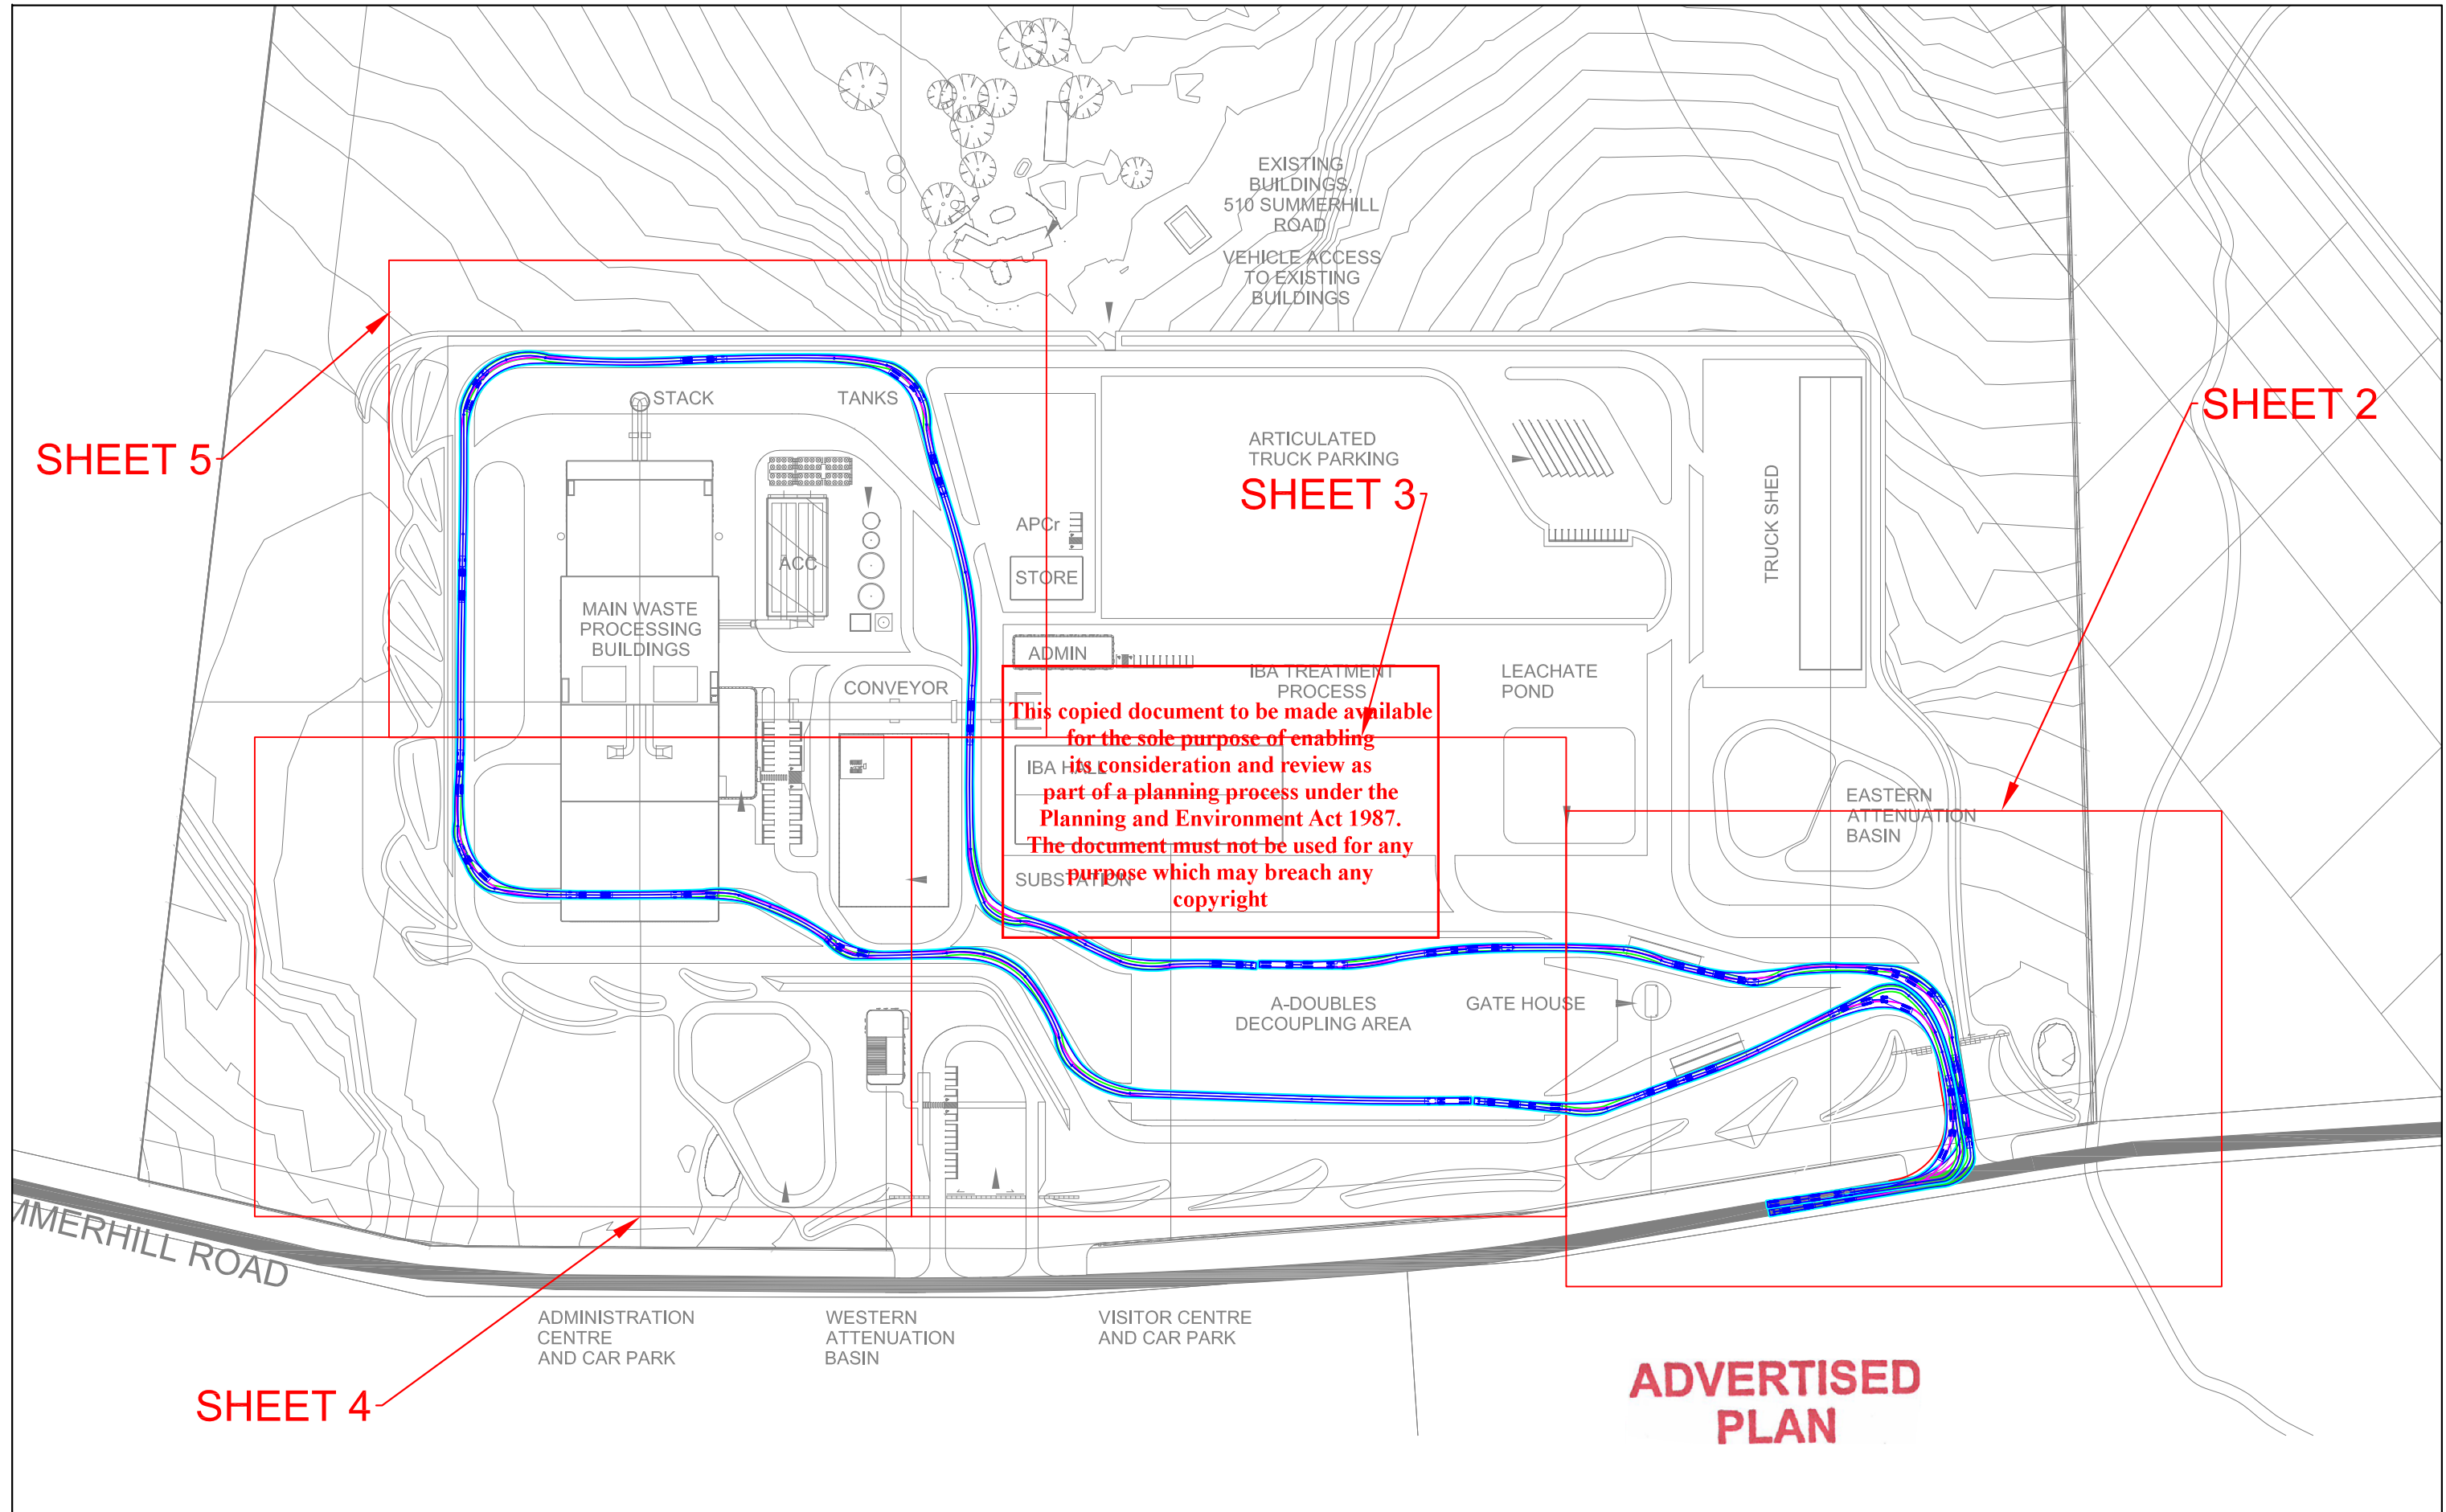 EXISTING
BUILDINGS,
510 SUMMERHILL
ROAD
VEHICLE ACCESS
TO EXISTING
BUILDINGS
SHEET 5
STACK
TANKS
SHEET 2
ARTICULATED
TRUCK PARKING
SHEET 3
TRUCK SHED
APCr
STORE
ACC
MAIN WASTE
PROCESSING
BUILDINGS
ADMIN
CONVEYOR
IBA TREATMENT
PROCESS
LEACHATE
POND
This copied document to be made available
for the sole purpose of enabling
its consideration and review as
part of a planning process under the
Planning and Environment Act 1987.
The document must not be used for any
purpose which may breach any
copyright
IBA HALL
SUBSTATION
EASTERN
ATTENUATION
BASIN
A-DOUBLES
DECOUPLING AREA
GATE HOUSE
MMERHILL ROAD
ADMINISTRATION
CENTRE
AND CAR PARK
WESTERN
ATTENUATION
BASIN
VISITOR CENTRE
AND CAR PARK
SHEET 4
ADVERTISED
PLAN